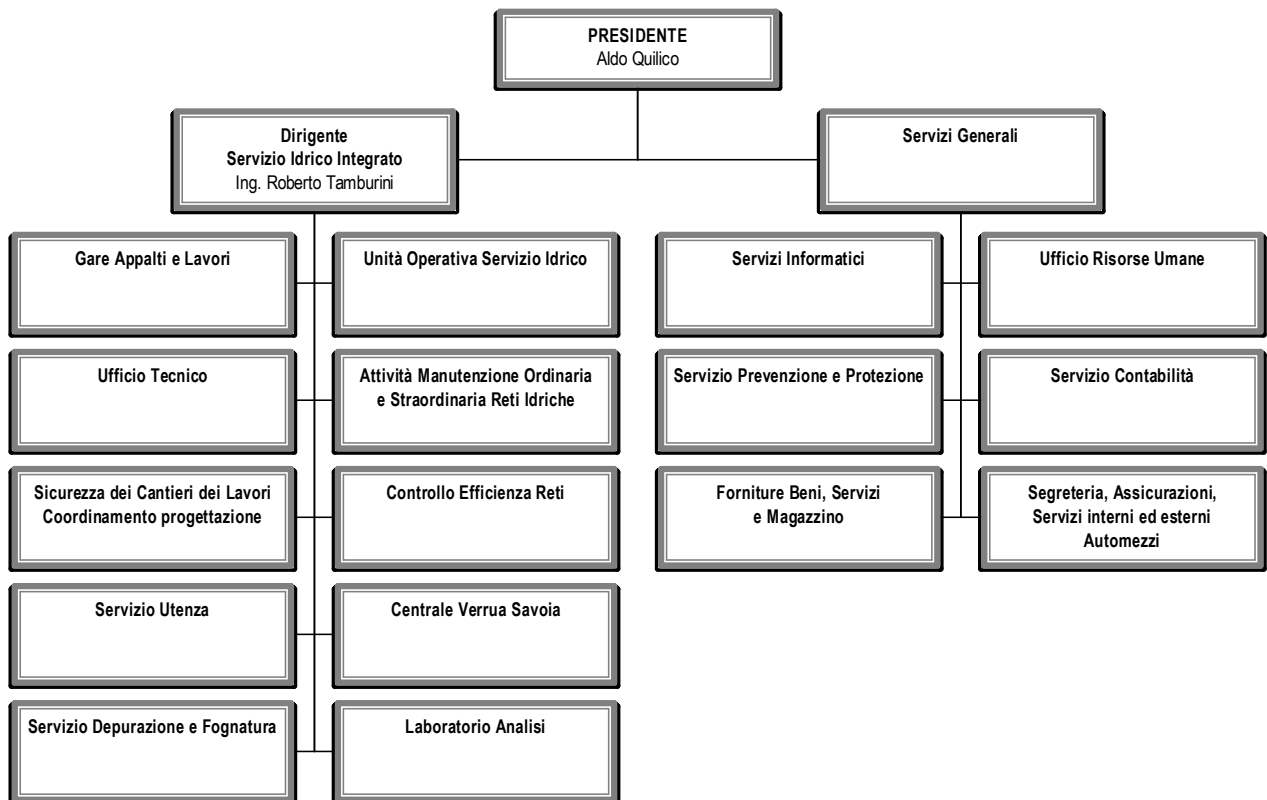 PRESIDENTE
Aldo Quilico
Dirigente
Servizio Idrico Integrato
Ing. Roberto Tamburini
Servizi Generali
Gare Appalti e Lavori
Unità Operativa Servizio Idrico
Servizi Informatici
Ufficio Risorse Umane
Ufficio Tecnico
Attività Manutenzione Ordinaria
e Straordinaria Reti Idriche
Servizio Prevenzione e Protezione
Servizio Contabilità
Sicurezza dei Cantieri dei Lavori
Coordinamento progettazione
Controllo Efficienza Reti
Forniture Beni, Servizi
e Magazzino
Segreteria, Assicurazioni,
Servizi interni ed esterni
Automezzi
Servizio Utenza
Centrale Verrua Savoia
Servizio Depurazione e Fognatura
Laboratorio Analisi